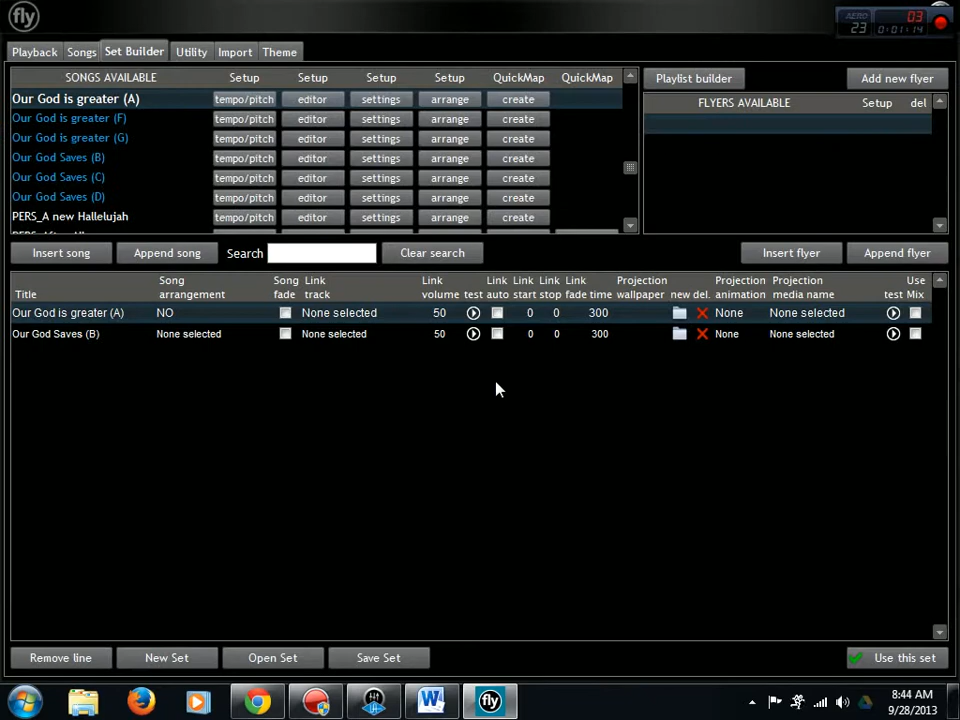 fly
AERO 23 03 0:01:14
Playback Songs Set Builder Utility Import Theme
SONGS AVAILABLE Setup Setup Setup Setup QuickMap QuickMap
Our God is greater (A) tempo/pitch editor settings arrange create
Our God is greater (F) tempo/pitch editor settings arrange create
Our God is greater (G) tempo/pitch editor settings arrange create
Our God Saves (B) tempo/pitch editor settings arrange create
Our God Saves (C) tempo/pitch editor settings arrange create
Our God Saves (D) tempo/pitch editor settings arrange create
PERS_A new Hallelujah tempo/pitch editor settings arrange create
Playlist builder Add new flyer
FLYERS AVAILABLE Setup del
Insert song Append song Search Clear search Insert flyer Append flyer
Song Song Link Link Link Link Link Link Projection Projection Projection Use
Title arrangement fade track volume test auto start stop fade time wallpaper new del. animation media name test Mix
Our God is greater (A) NO None selected 50 0 0 300 None None selected
Our God Saves (B) None selected None selected 50 0 0 300 None None selected
Remove line New Set Open Set Save Set Use this set
fly
8:44 AM
9/28/2013